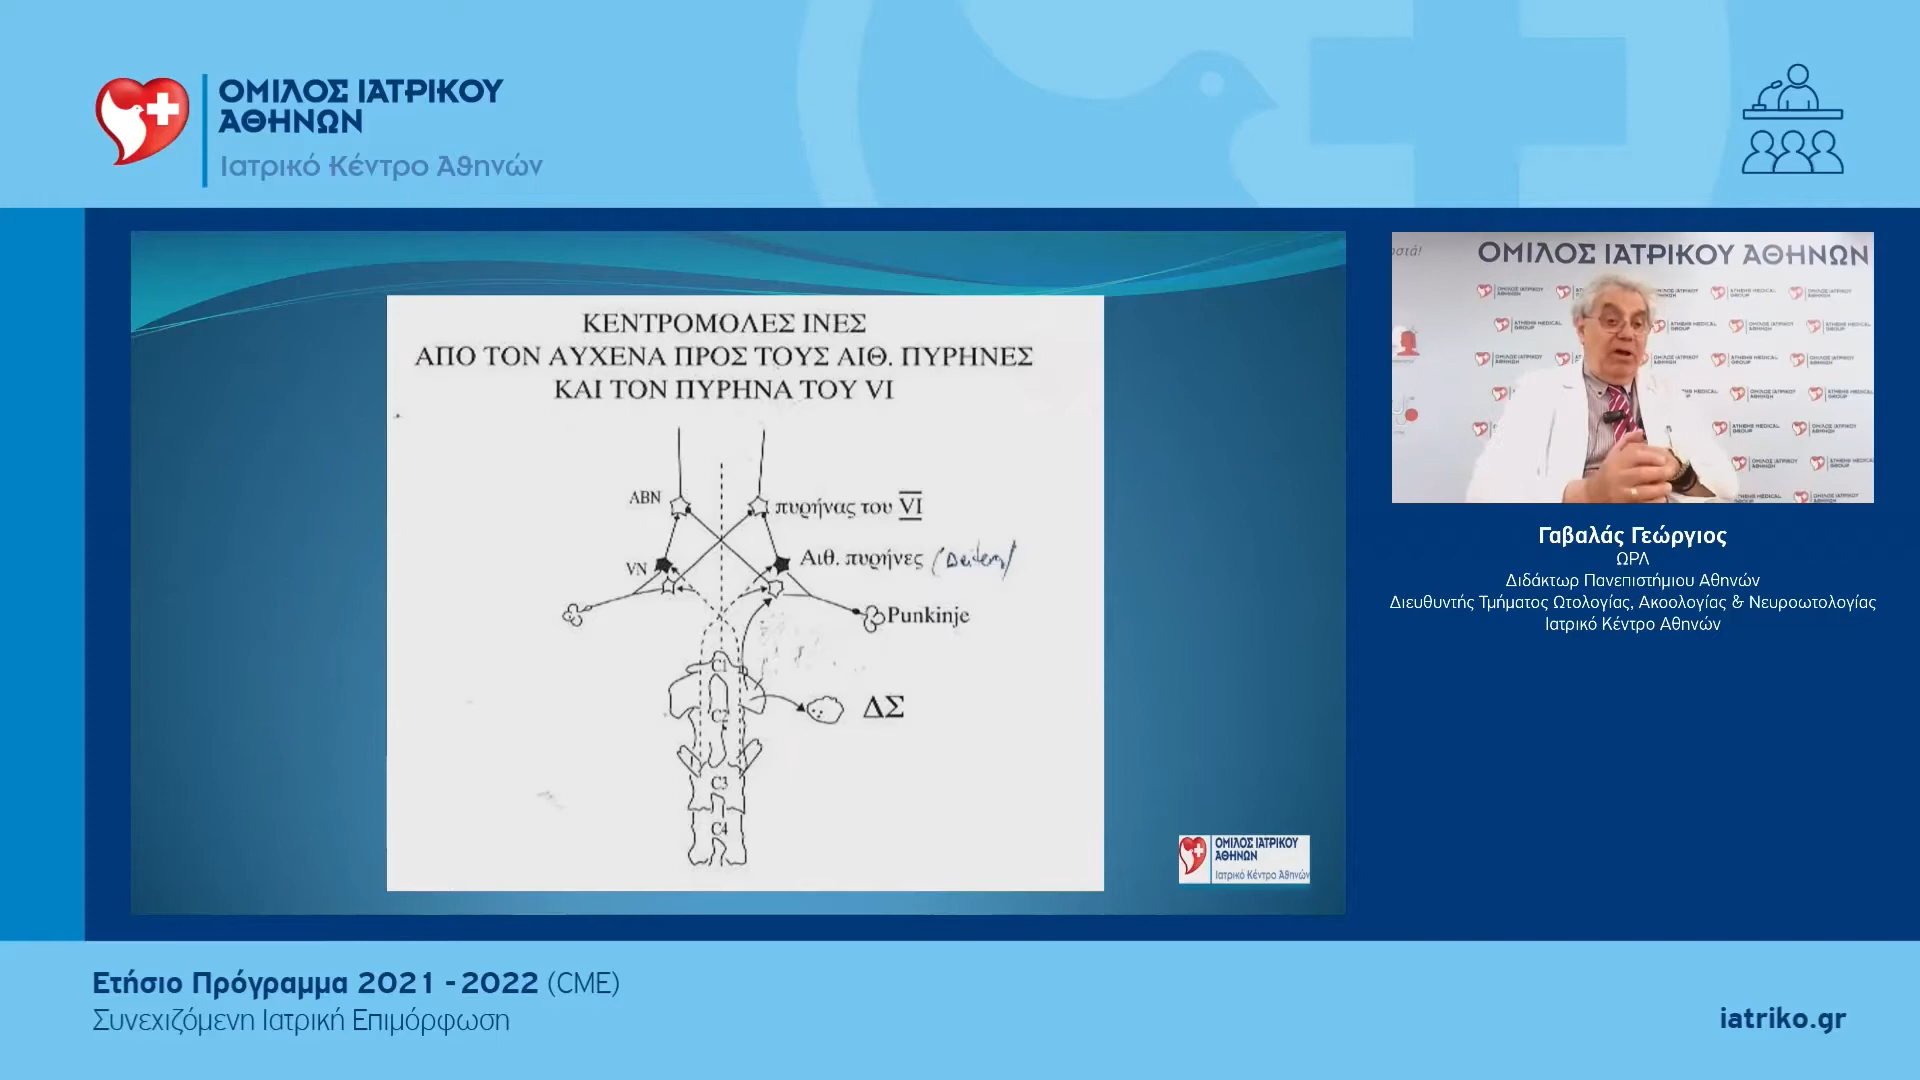 ΟΜΙΛΟΣ ΙΑΤΡΙΚΟΥ
ΑΘΗΝΩΝ
Ιατρικό Κέντρο Αθηνών
ΚΕΝΤΡΟΜΟΛΕΣ ΙΝΕΣ
ΑΠΟ ΤΟΝ ΑΥΧΕΝΑ ΠΡΟΣ ΤΟΥΣ ΑΙΘ. ΠΥΡΗΝΕΣ
ΚΑΙ ΤΟΝ ΠΥΡΗΝΑ ΤΟΥ VI
ABN
πυρήνας του VI
VN
Αιθ. πυρήνες (Deiters)
Punkinje
C1
ΔΣ
C2
C3
C4
ΟΜΙΛΟΣ ΙΑΤΡΙΚΟΥ
ΑΘΗΝΩΝ
Ιατρικό Κέντρο Αθηνών
ΟΜΙΛΟΣ ΙΑΤΡΙΚΟΥ ΑΘΗΝΩΝ
Γαβαλάς Γεώργιος
ΩΡΛ
Διδάκτωρ Πανεπιστήμιου Αθηνών
Διευθυντής Τμήματος Ωτολογίας, Ακοολογίας & Νευροωτολογίας
Ιατρικό Κέντρο Αθηνών
Ετήσιο Πρόγραμμα 2021 - 2022 (CME)
Συνεχιζόμενη Ιατρική Επιμόρφωση
iatriko.gr